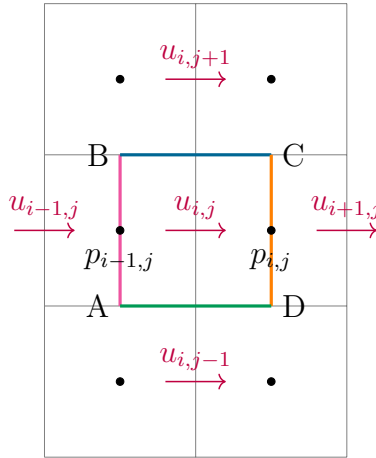 u_{i,j+1}
B C
u_{i-1,j} u_{i,j} u_{i+1,j}
p_{i-1,j} p_{i,j}
A D
u_{i,j-1}